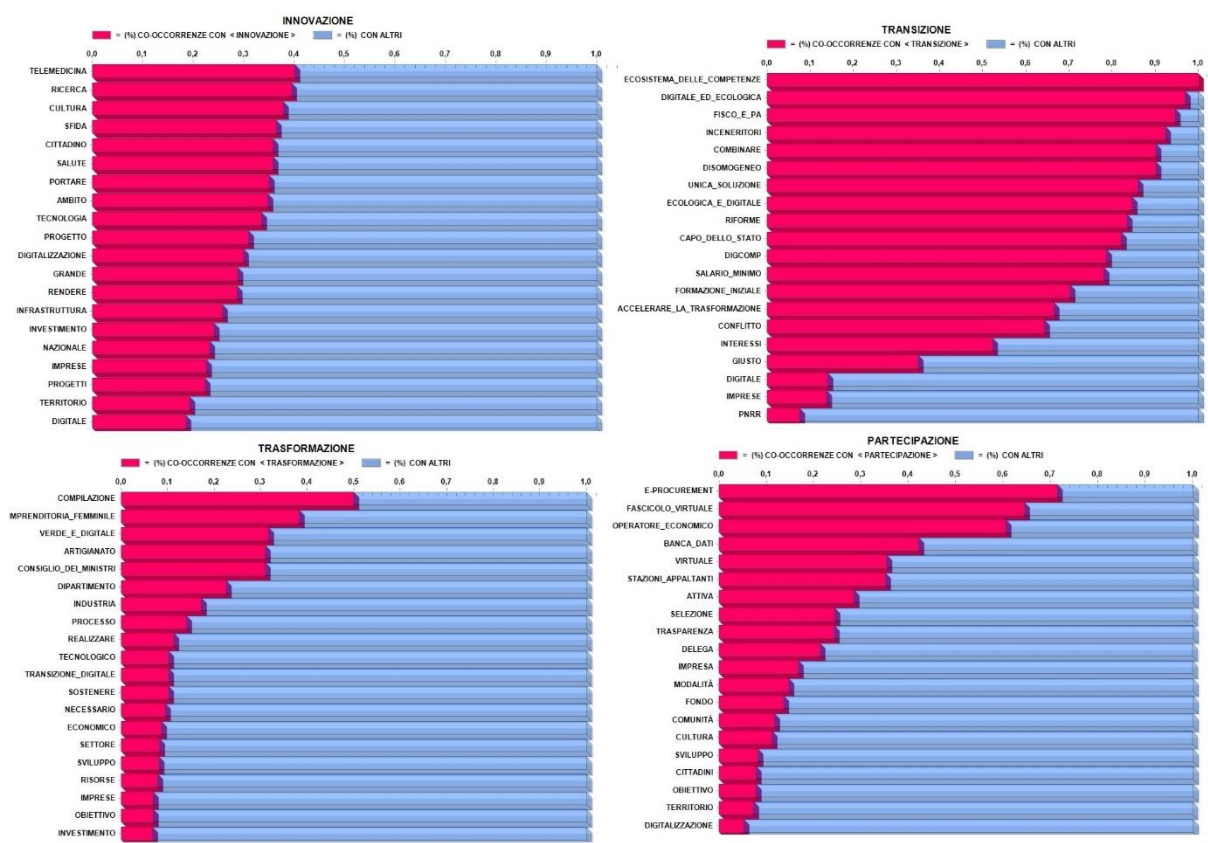 INNOVAZIONE
= (%) CO-OCCORRENZE CON < INNOVAZIONE > = (%) CON ALTRI
0,0 0,1 0,2 0,3 0,4 0,5 0,6 0,7 0,8 0,9 1,0
TELEMEDICINA
RICERCA
CULTURA
SFIDA
CITTADINO
SALUTE
PORTARE
AMBITO
TECNOLOGIA
PROGETTO
DIGITALIZZAZIONE
GRANDE
RENDERE
INFRASTRUTTURA
INVESTIMENTO
NAZIONALE
IMPRESE
PROGETTI
TERRITORIO
DIGITALE
TRANSIZIONE
= (%) CO-OCCORRENZE CON < TRANSIZIONE > = (%) CON ALTRI
0,0 0,1 0,2 0,3 0,4 0,5 0,6 0,7 0,8 0,9 1,0
ECOSISTEMA_DELLE_COMPETENZE
DIGITALE_ED_ECOLOGICA
FISCO_E_PA
INCENERITORI
COMBINARE
DISOMOGENEO
UNICA_SOLUZIONE
ECOLOGICA_E_DIGITALE
RIFORME
CAPO_DELLO_STATO
DIGCOMP
SALARIO_MINIMO
FORMAZIONE_INIZIALE
ACCELERARE_LA_TRASFORMAZIONE
CONFLITTO
INTERESSI
GIUSTO
DIGITALE
IMPRESE
PNRR
TRASFORMAZIONE
= (%) CO-OCCORRENZE CON < TRASFORMAZIONE > = (%) CON ALTRI
0,0 0,1 0,2 0,3 0,4 0,5 0,6 0,7 0,8 0,9 1,0
COMPILAZIONE
IMPRENDITORIA_FEMMINILE
VERDE_E_DIGITALE
ARTIGIANATO
CONSIGLIO_DEI_MINISTRI
DIPARTIMENTO
INDUSTRIA
PROCESSO
REALIZZARE
TECNOLOGICO
TRANSIZIONE_DIGITALE
SOSTENERE
NECESSARIO
ECONOMICO
SETTORE
SVILUPPO
RISORSE
IMPRESE
OBIETTIVO
INVESTIMENTO
PARTECIPAZIONE
= (%) CO-OCCORRENZE CON < PARTECIPAZIONE > = (%) CON ALTRI
0,0 0,1 0,2 0,3 0,4 0,5 0,6 0,7 0,8 0,9 1,0
E-PROCUREMENT
FASCICOLO_VIRTUALE
OPERATORE_ECONOMICO
BANCA_DATI
VIRTUALE
STAZIONI_APPALTANTI
ATTIVA
SELEZIONE
TRASPARENZA
DELEGA
IMPRESA
MODALITÀ
FONDO
COMUNITÀ
CULTURA
SVILUPPO
CITTADINI
OBIETTIVO
TERRITORIO
DIGITALIZZAZIONE